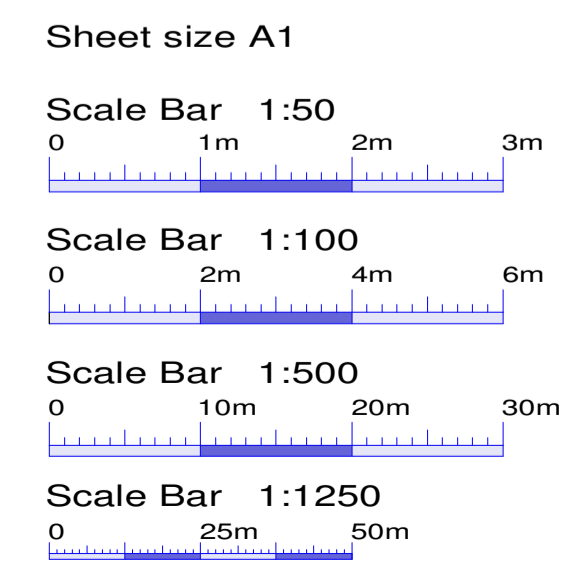 Sheet size A1
Scale Bar 1:50
0 1m 2m 3m
Scale Bar 1:100
0 2m 4m 6m
Scale Bar 1:500
0 10m 20m 30m
Scale Bar 1:1250
0 25m 50m